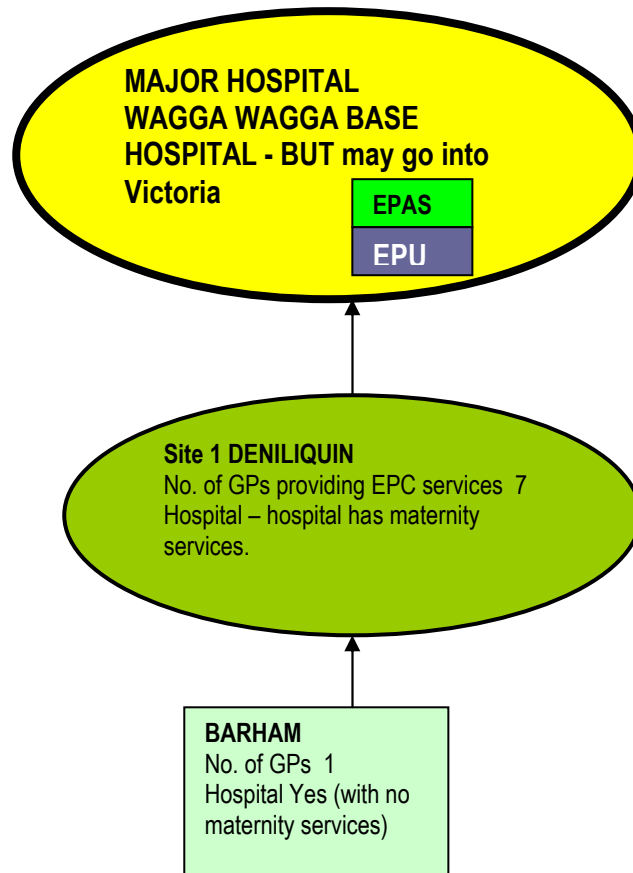 MAJOR HOSPITAL
WAGGA WAGGA BASE
HOSPITAL - BUT may go into
Victoria
EPAS
EPU
Site 1 DENILIQUIN
No. of GPs providing EPC services  7
Hospital – hospital has maternity
services.
BARHAM
No. of GPs  1
Hospital Yes (with no
maternity services)